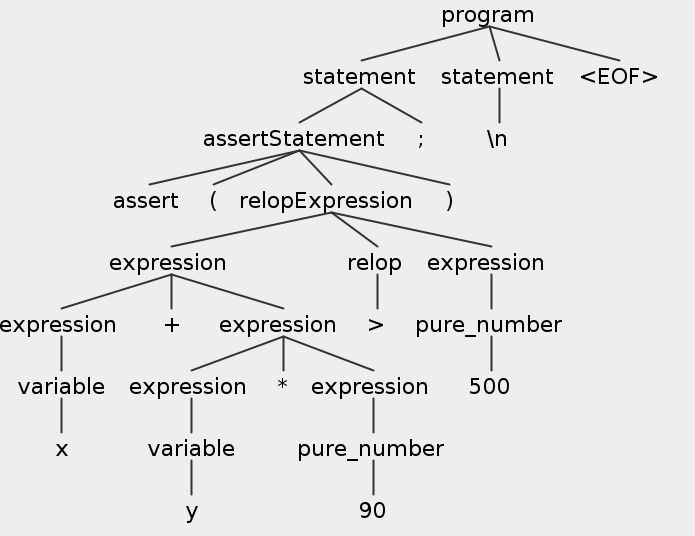 program
statement statement <EOF>
assertStatement ; \n
assert ( relopExpression )
expression relop expression
expression + expression > pure_number
variable expression * expression 500
x variable pure_number
y 90